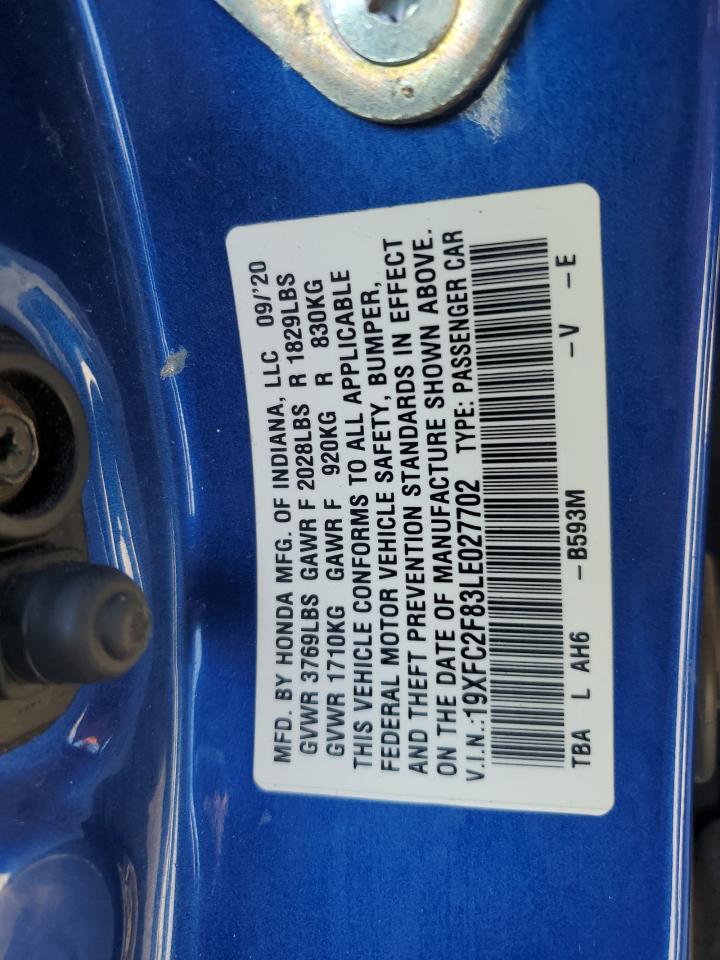 MFD. BY HONDA MFG. OF INDIANA, LLC 09/'20
GVWR 3769LBS GAWR F 2028LBS R 1829LBS
GVWR 1710KG GAWR F 920KG R 830KG
THIS VEHICLE CONFORMS TO ALL APPLICABLE
FEDERAL MOTOR VEHICLE SAFETY, BUMPER,
AND THEFT PREVENTION STANDARDS IN EFFECT
ON THE DATE OF MANUFACTURE SHOWN ABOVE.
V.I.N.:19XFC2F83LE027702 TYPE: PASSENGER CAR
TBA L AH6 -B593M -V -E